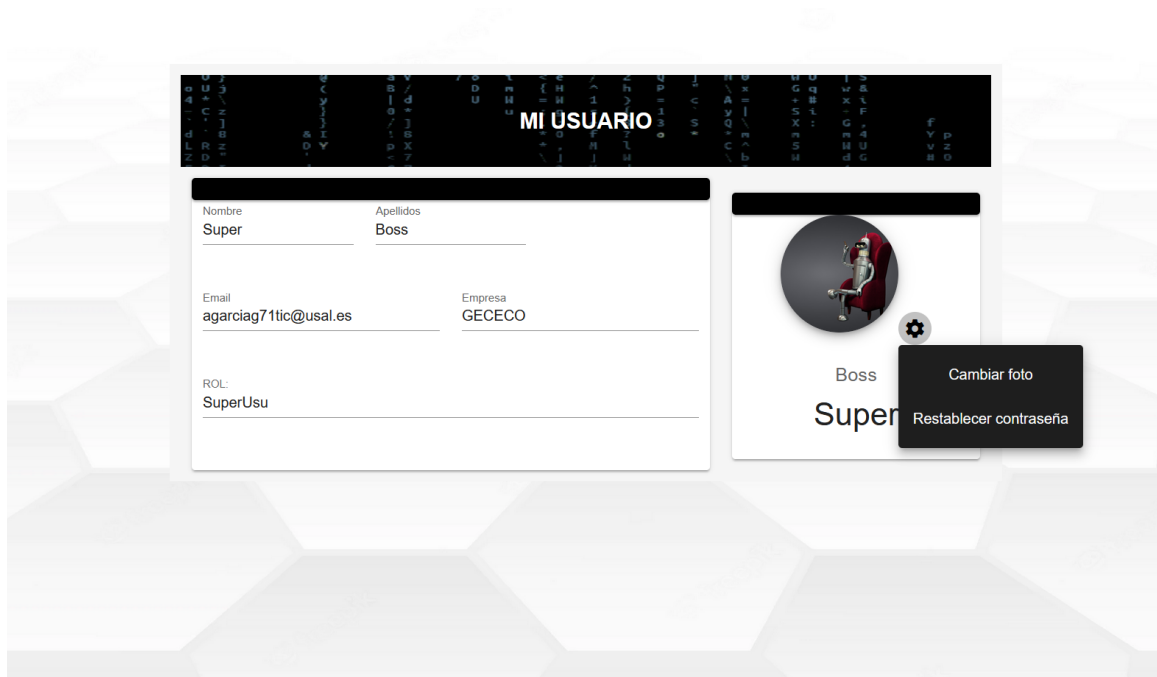 MI USUARIO
Nombre
Super
Apellidos
Boss
Email
agarciag71tic@usal.es
Empresa
GECECO
ROL:
SuperUsu
Boss
Super
Cambiar foto
Restablecer contraseña